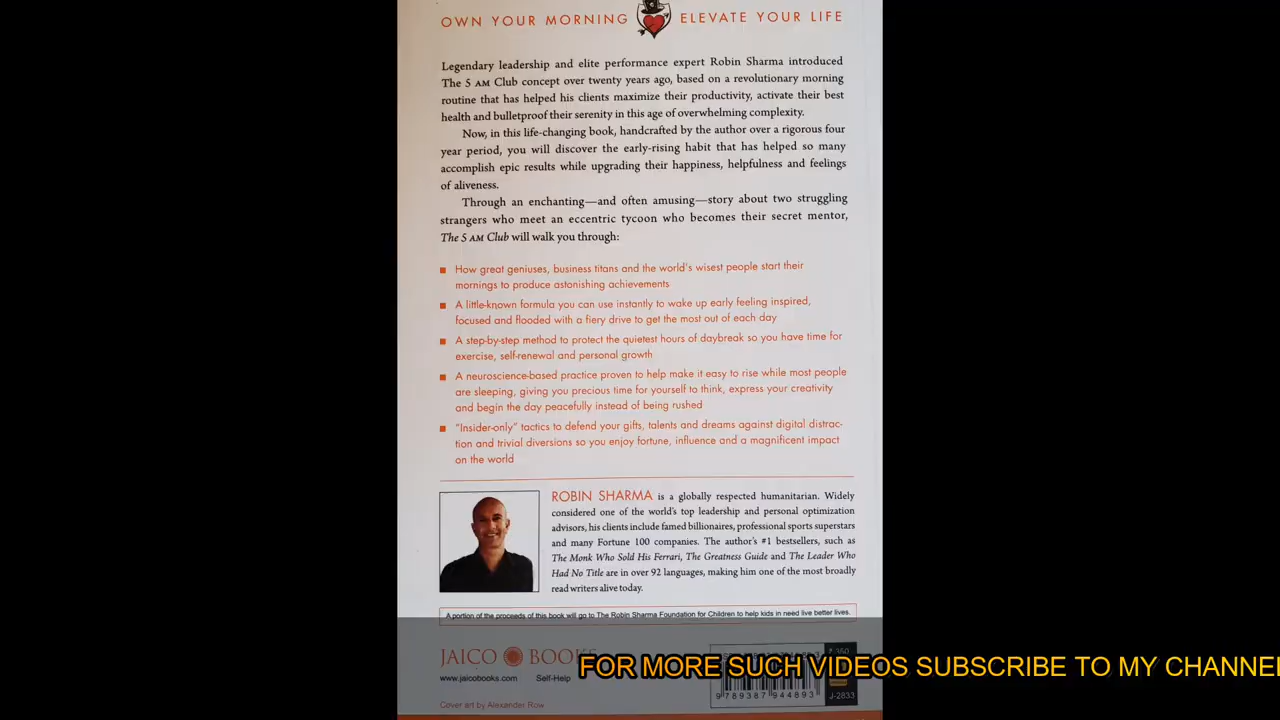 OWN YOUR MORNING ELEVATE YOUR LIFE
Legendary leadership and elite performance expert Robin Sharma introduced
The 5 AM Club concept over twenty years ago, based on a revolutionary morning
routine that has helped his clients maximize their productivity, activate their best
health and bulletproof their serenity in this age of overwhelming complexity.
Now, in this life-changing book, handcrafted by the author over a rigorous four
year period, you will discover the early-rising habit that has helped so many
accomplish epic results while upgrading their happiness, helpfulness and feelings
of aliveness.
Through an enchanting—and often amusing—story about two struggling
strangers who meet an eccentric tycoon who becomes their secret mentor,
The 5 AM Club will walk you through:
How great geniuses, business titans and the world's wisest people start their
mornings to produce astonishing achievements
A little-known formula you can use instantly to wake up early feeling inspired,
focused and flooded with a fiery drive to get the most out of each day
A step-by-step method to protect the quietest hours of daybreak so you have time for
exercise, self-renewal and personal growth
A neuroscience-based practice proven to help make it easy to rise while most people
are sleeping, giving you precious time for yourself to think, express your creativity
and begin the day peacefully instead of being rushed
"Insider-only" tactics to defend your gifts, talents and dreams against digital distrac-
tion and trivial diversions so you enjoy fortune, influence and a magnificent impact
on the world
ROBIN SHARMA is a globally respected humanitarian. Widely
considered one of the world's top leadership and personal optimization
advisors, his clients include famed billionaires, professional sports superstars
and many Fortune 100 companies. The author's #1 bestsellers, such as
The Monk Who Sold His Ferrari, The Greatness Guide and The Leader Who
Had No Title are in over 92 languages, making him one of the most broadly
read writers alive today.
A portion of the proceeds of this book will go to The Robin Sharma Foundation for Children to help kids in need live better lives.
JAICO BOOKS
FOR MORE SUCH VIDEOS SUBSCRIBE TO MY CHANNEL
www.jaicobooks.com Self-Help
9 789387 944893
J-2833
Cover art by Alexander Row